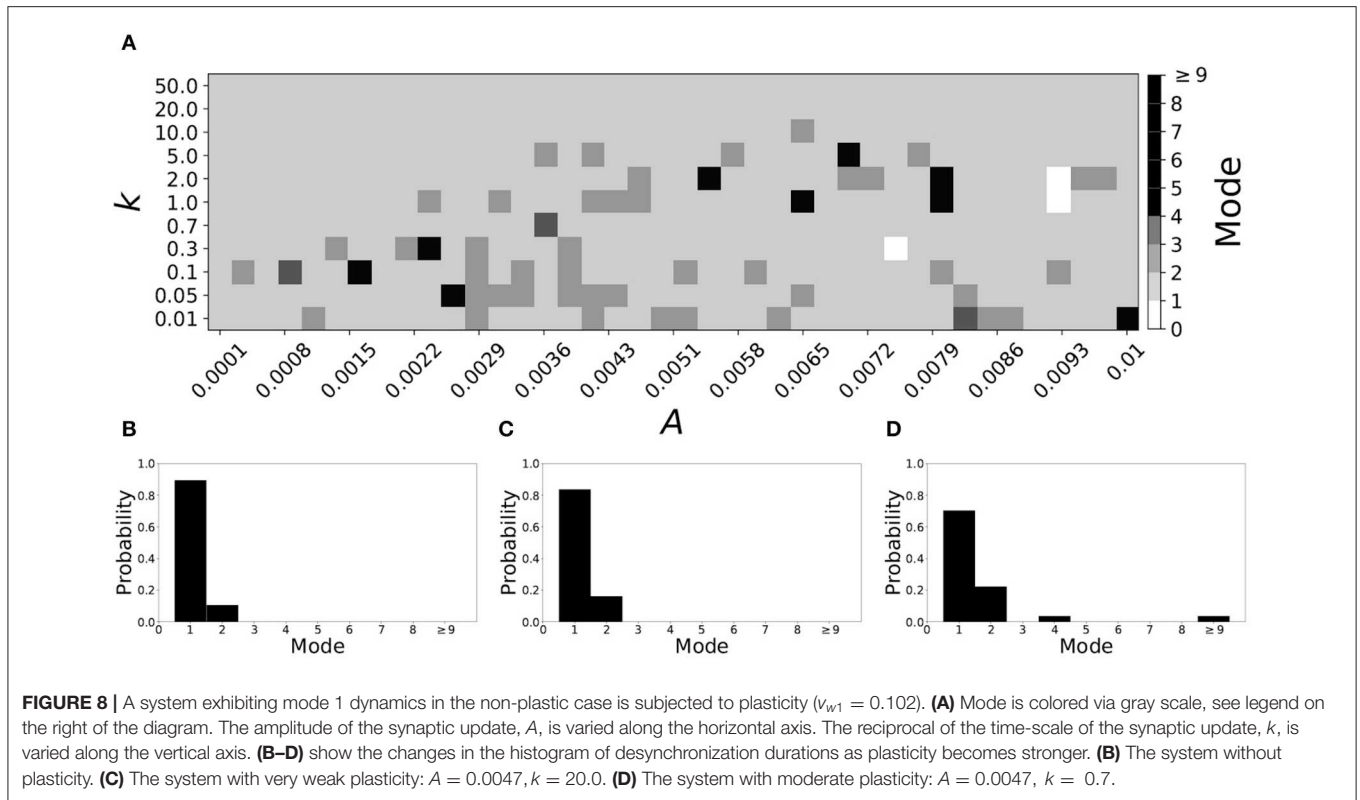 A
50.0
20.0
10.0
5.0
2.0
1.0
0.7
0.3
0.1
0.05
0.01
k
0.0001 0.0008 0.0015 0.0022 0.0029 0.0036 0.0043 0.0051 0.0058 0.0065 0.0072 0.0079 0.0086 0.0093 0.01
A
≥ 9
8
7
6
5
4
3
2
1
0
Mode
B
1.0
0.8
0.6
0.4
0.2
0.0
Probability
0 1 2 3 4 5 6 7 8 ≥9
Mode
C
1.0
0.8
0.6
0.4
0.2
0.0
Probability
0 1 2 3 4 5 6 7 8 ≥9
Mode
D
1.0
0.8
0.6
0.4
0.2
0.0
Probability
0 1 2 3 4 5 6 7 8 ≥9
Mode
FIGURE 8 | A system exhibiting mode 1 dynamics in the non-plastic case is subjected to plasticity (vw1 = 0.102). (A) Mode is colored via gray scale, see legend on
the right of the diagram. The amplitude of the synaptic update, A, is varied along the horizontal axis. The reciprocal of the time-scale of the synaptic update, k, is
varied along the vertical axis. (B–D) show the changes in the histogram of desynchronization durations as plasticity becomes stronger. (B) The system without
plasticity. (C) The system with very weak plasticity: A = 0.0047, k = 20.0. (D) The system with moderate plasticity: A = 0.0047, k = 0.7.